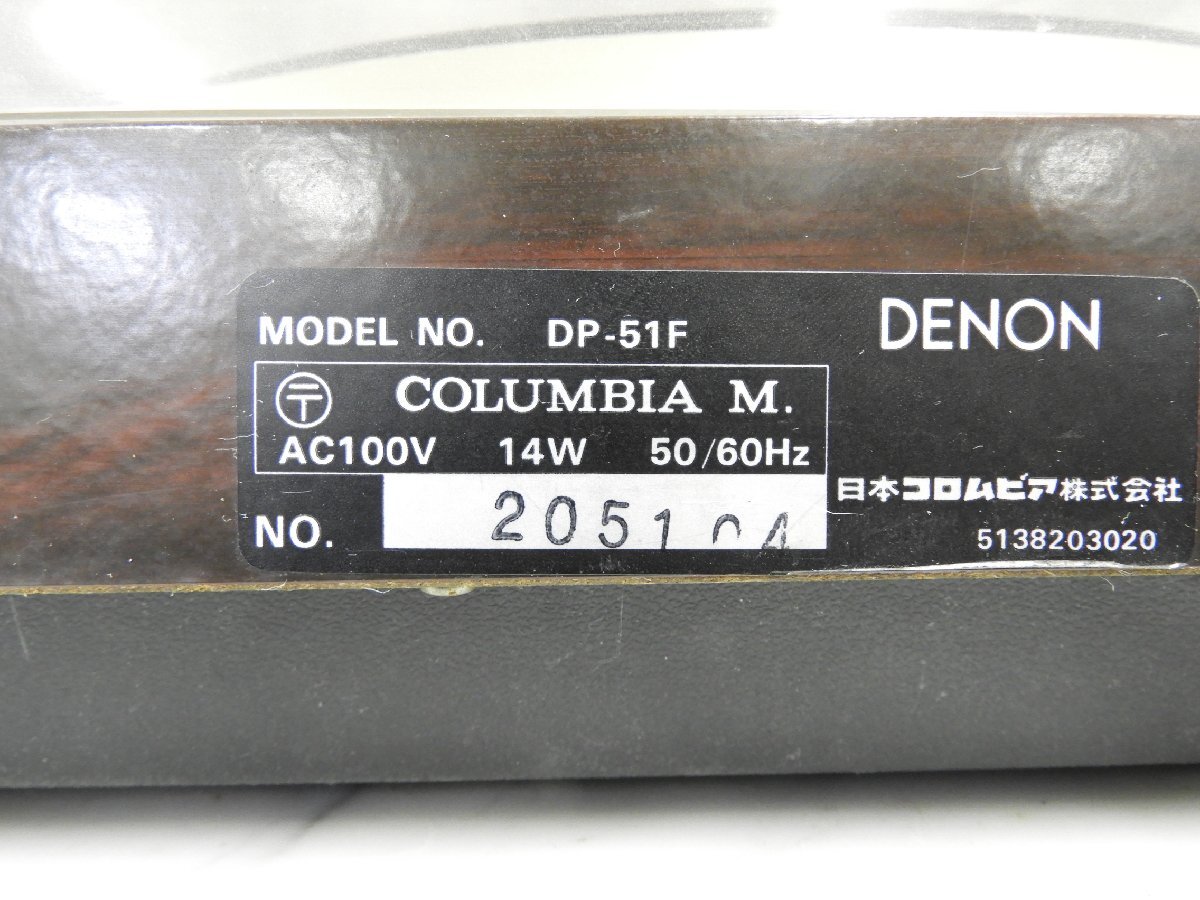 MODEL NO. DP-51F
DENON
〒 COLUMBIA M.
AC100V 14W 50/60Hz
日本コロムビア株式会社
NO.
5138203020